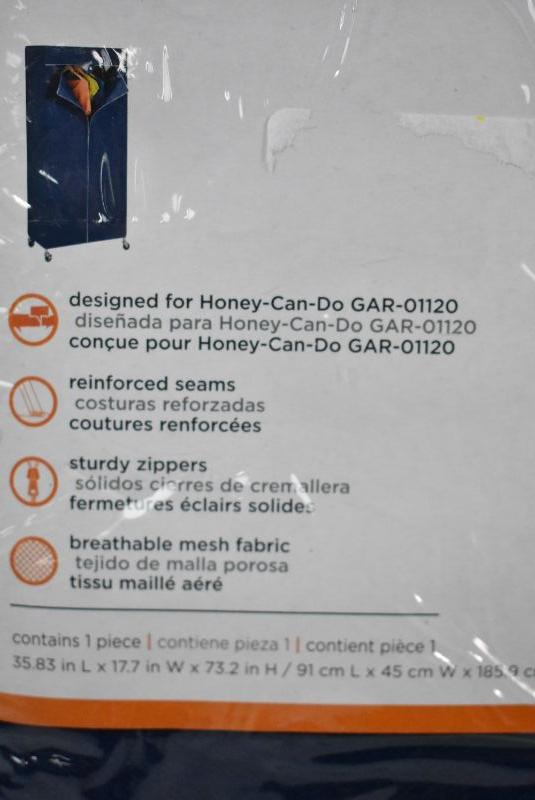 designed for Honey-Can-Do GAR-01120
diseñada para Honey-Can-Do GAR-01120
conçue pour Honey-Can-Do GAR-01120
reinforced seams
costuras reforzadas
coutures renforcées
sturdy zippers
sólidos cierres de cremallera
fermetures éclairs solides
breathable mesh fabric
tejido de malla porosa
tissu maillé aéré
contains 1 piece | contiene pieza 1 | contient pièce 1
35.83 in L x 17.7 in W x 73.2 in H / 91 cm L x 45 cm W x 185.9 c